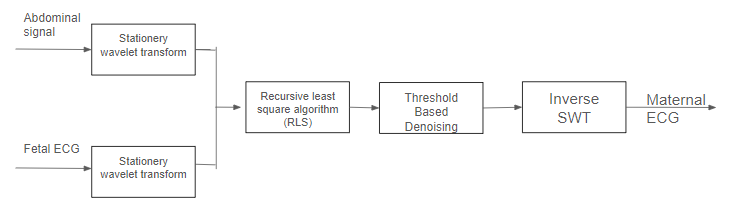 Abdominal
signal
Stationery
wavelet transform
Fetal ECG
Stationery
wavelet transform
Recursive least
square algorithm
(RLS)
Threshold
Based
Denoising
Inverse
SWT
Maternal
ECG